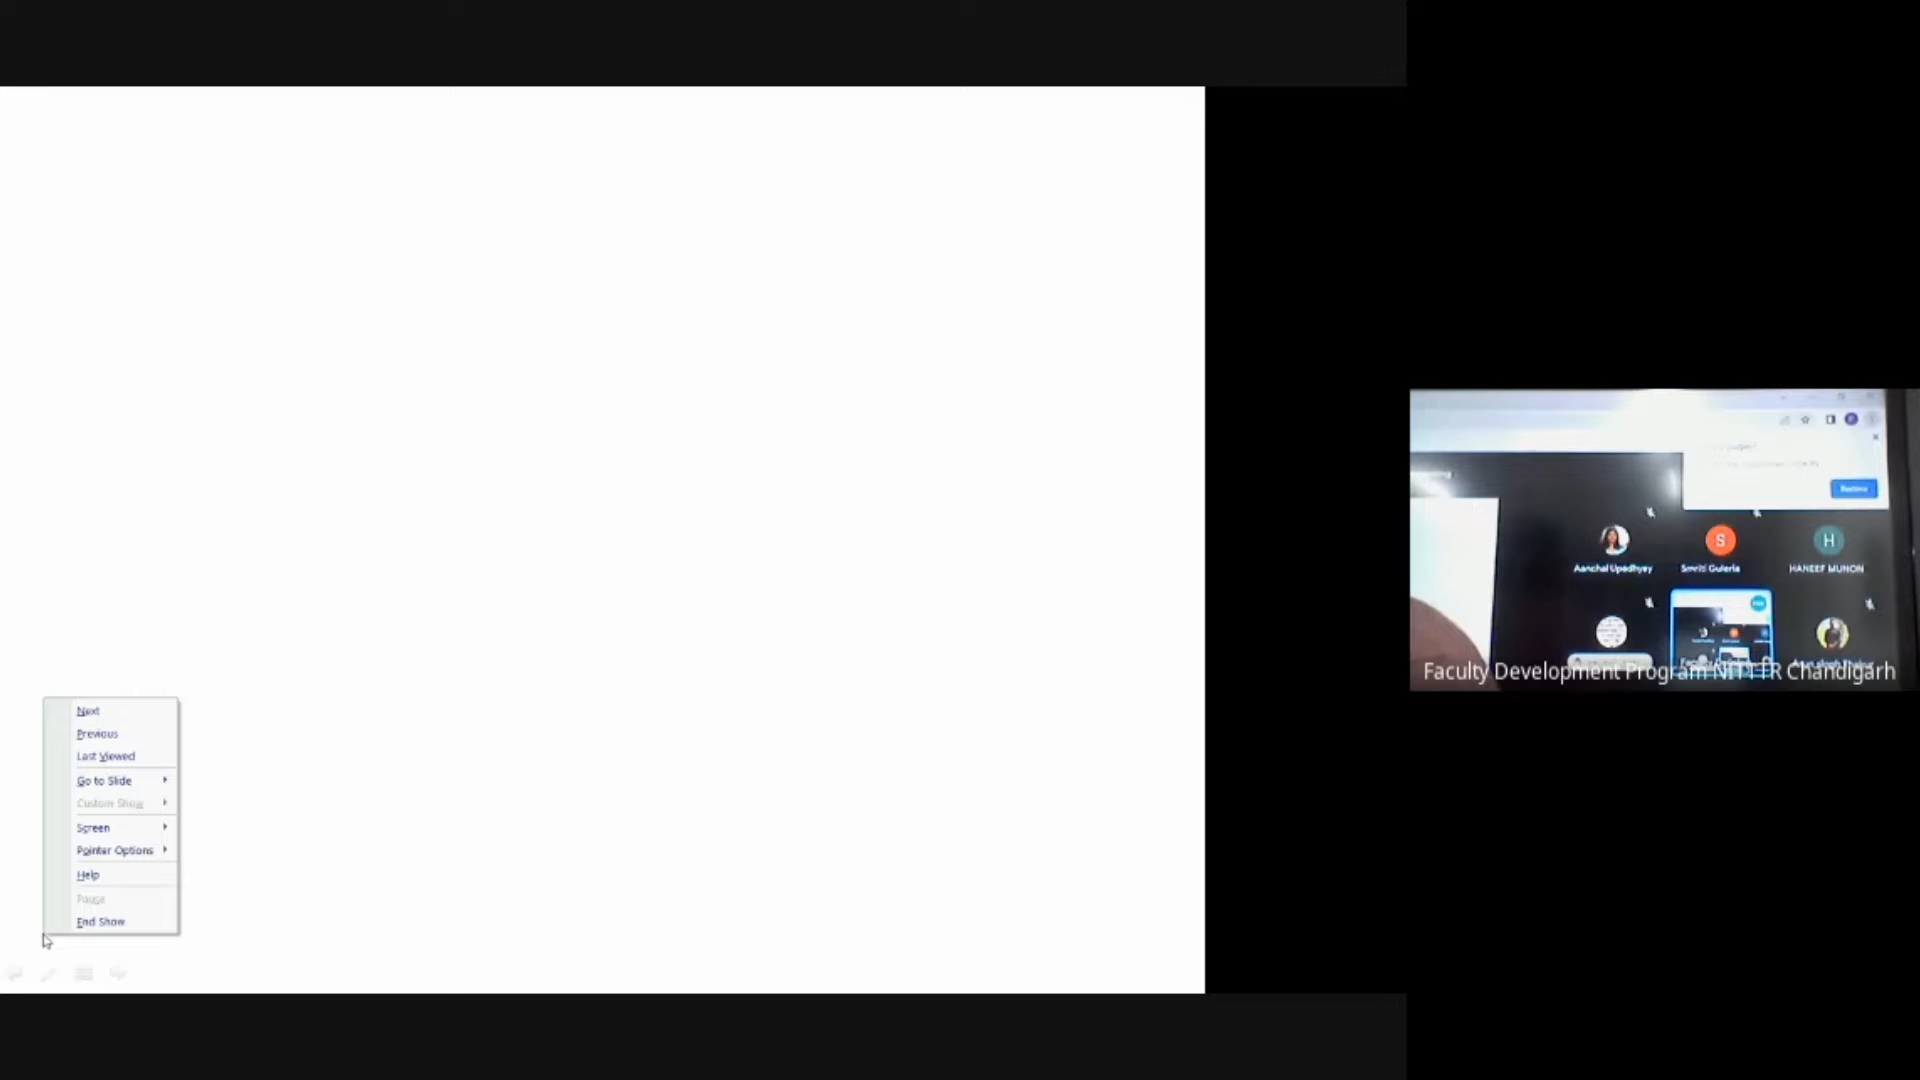 Next
Previous
Last Viewed
Go to Slide
Custom Show
Screen
Pointer Options
Help
Pause
End Show
Restore
S
H
Aanchal Upadhyay
Smriti Guleria
HANEEF MUNON
Faculty Development Program NITTTR Chandigarh